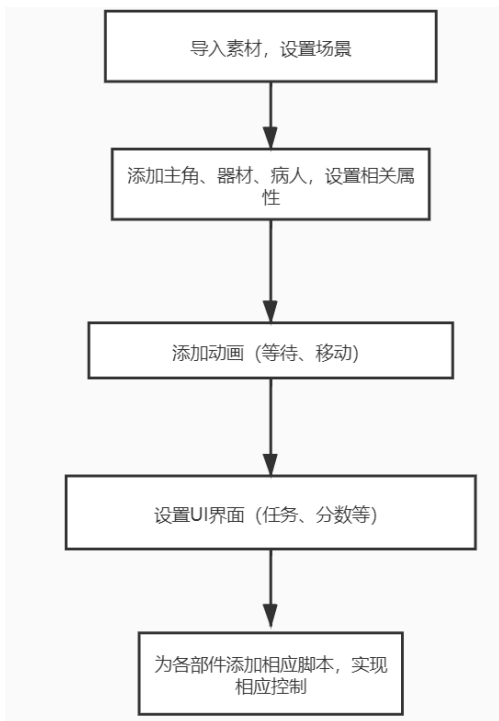 导入素材，设置场景
添加主角、器材、病人，设置相关属
性
添加动画（等待、移动）
设置UI界面（任务、分数等）
为各部件添加相应脚本，实现
相应控制